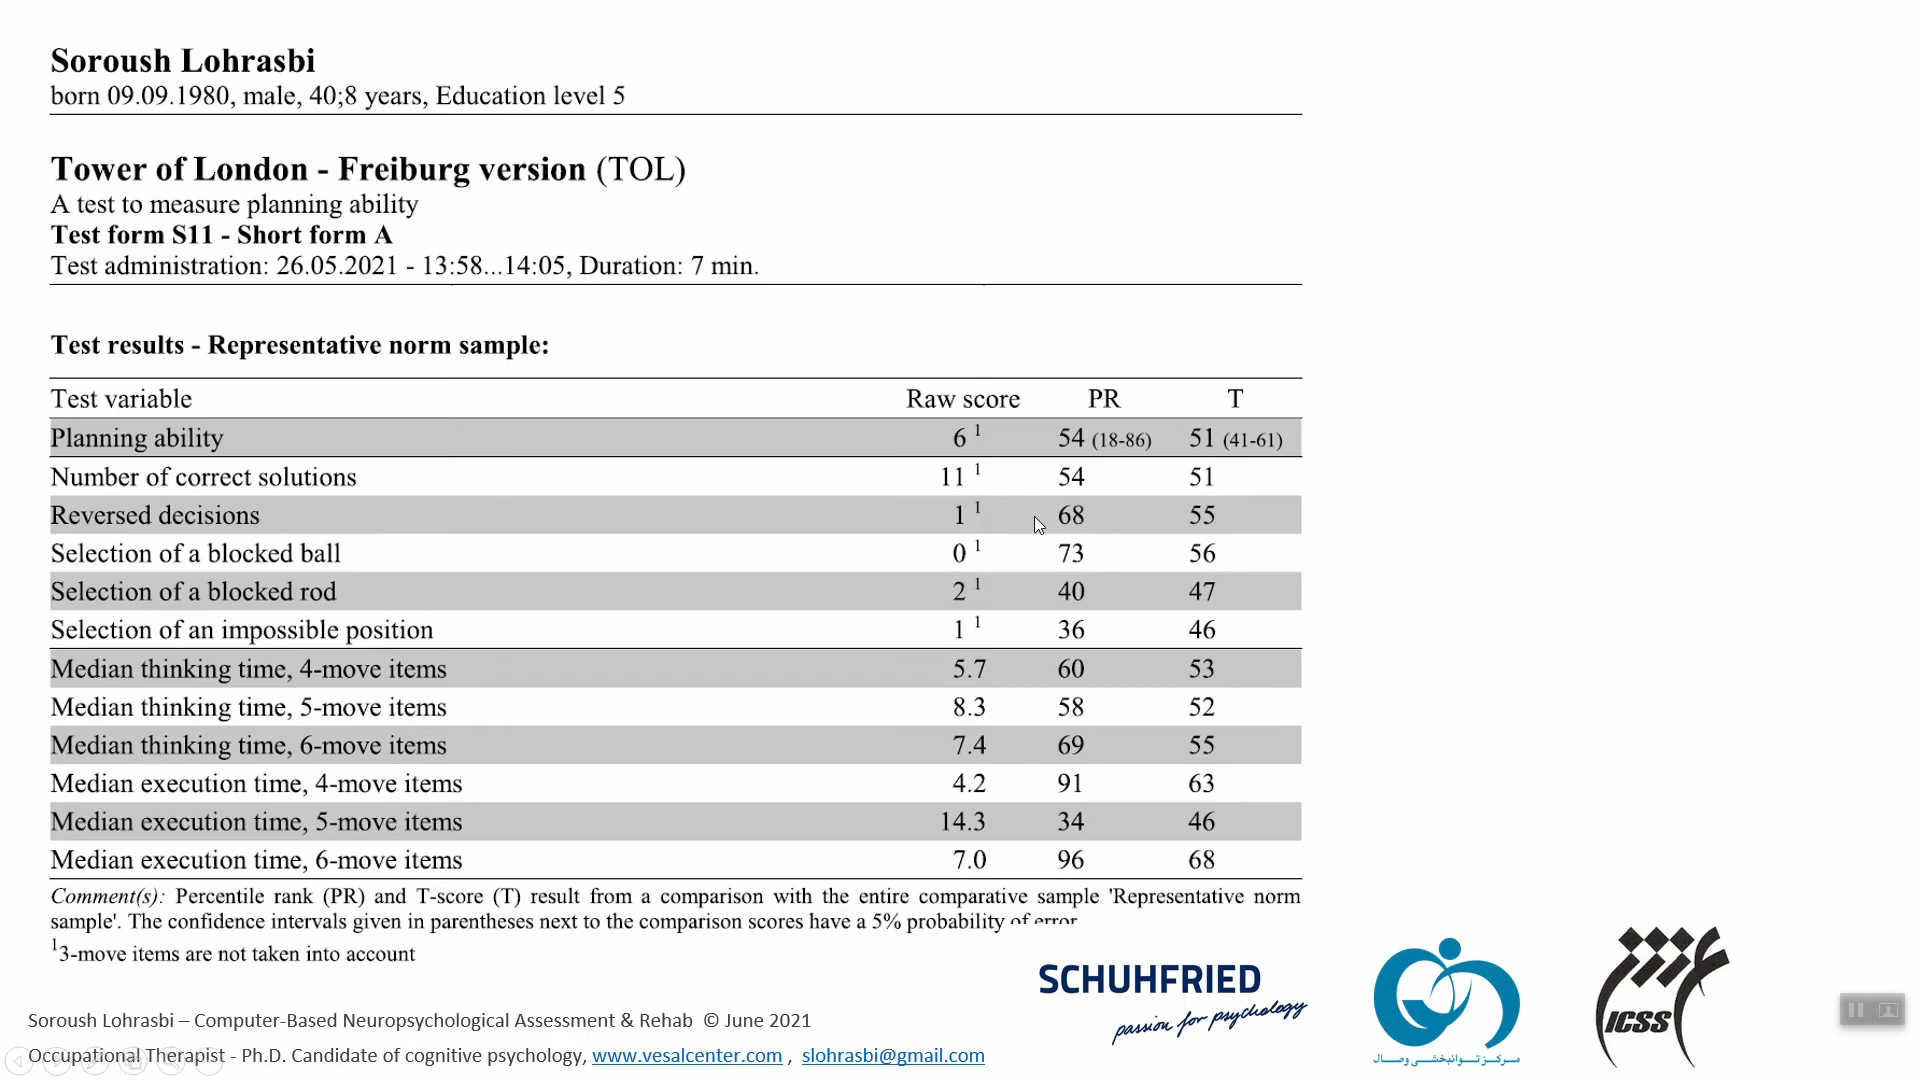 Soroush Lohrasbi
born 09.09.1980, male, 40;8 years, Education level 5
Tower of London - Freiburg version (TOL)
A test to measure planning ability
Test form S11 - Short form A
Test administration: 26.05.2021 - 13:58...14:05, Duration: 7 min.
Test results - Representative norm sample:
Test variable Raw score PR T
Planning ability 6 1 54 (18-86) 51 (41-61)
Number of correct solutions 11 1 54 51
Reversed decisions 1 1 68 55
Selection of a blocked ball 0 1 73 56
Selection of a blocked rod 2 1 40 47
Selection of an impossible position 1 1 36 46
Median thinking time, 4-move items 5.7 60 53
Median thinking time, 5-move items 8.3 58 52
Median thinking time, 6-move items 7.4 69 55
Median execution time, 4-move items 4.2 91 63
Median execution time, 5-move items 14.3 34 46
Median execution time, 6-move items 7.0 96 68
Comment(s): Percentile rank (PR) and T-score (T) result from a comparison with the entire comparative sample 'Representative norm
sample'. The confidence intervals given in parentheses next to the comparison scores have a 5% probability of error
1 3-move items are not taken into account
SCHUHFRIED
passion for psychology
مرکز توانبخشی وصال
ICSS
Soroush Lohrasbi – Computer-Based Neuropsychological Assessment & Rehab © June 2021
Occupational Therapist - Ph.D. Candidate of cognitive psychology, www.vesalcenter.com , slohrasbi@gmail.com